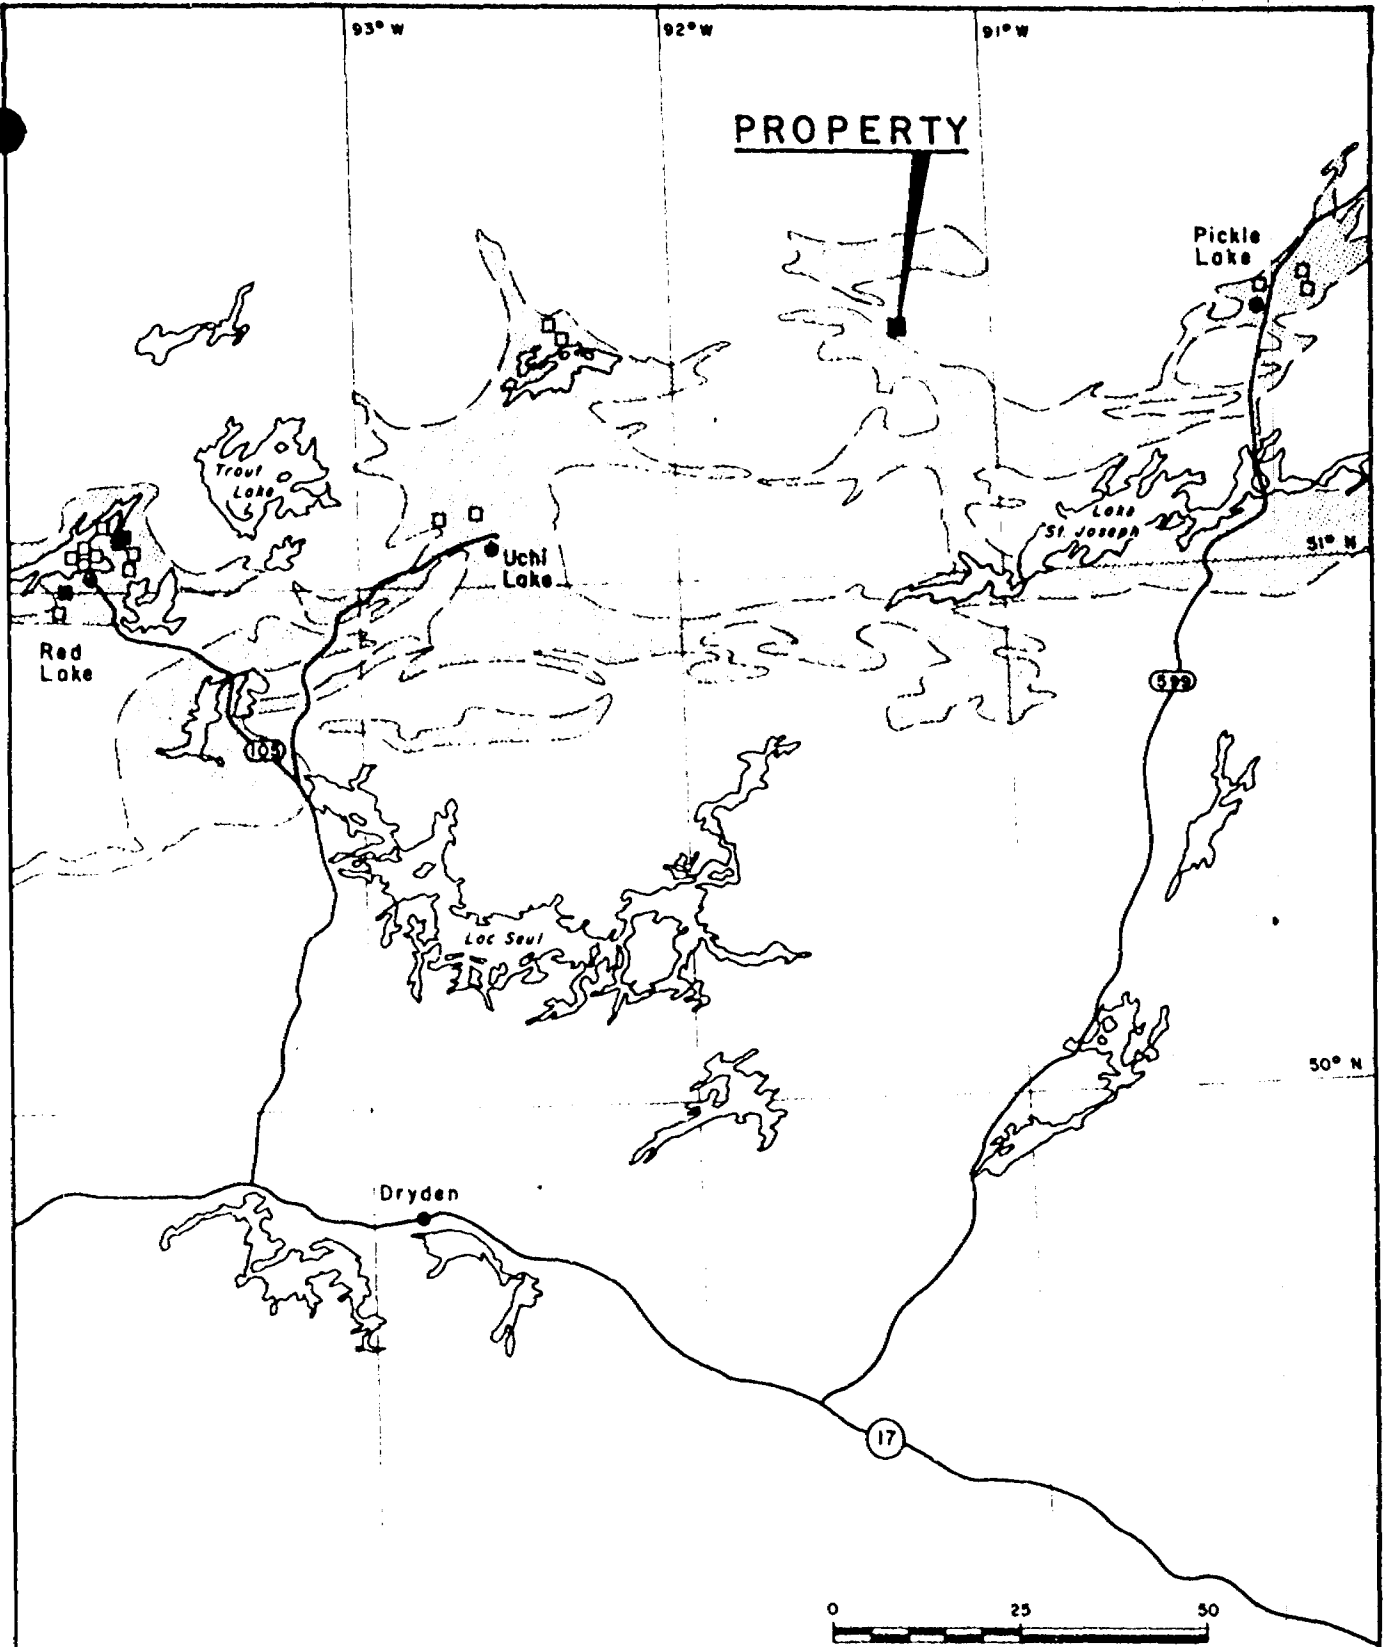 93° W
92° W
91° W
PROPERTY
Pickle
Lake
Trout
Lake
Lake
St. Joseph
51° N
Uchi
Lake
Red
Lake
599
105
Lac Seul
50° N
Dryden
17
0 25 50